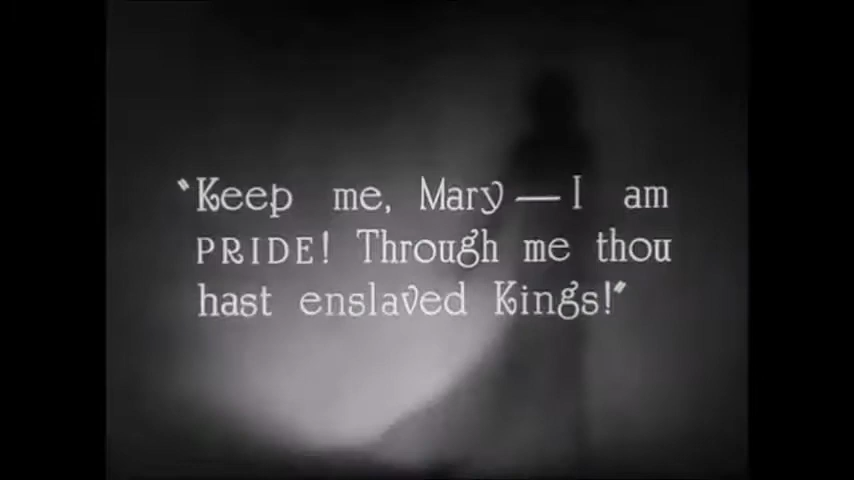 "Keep me, Mary — I am
PRIDE! Through me thou
hast enslaved Kings!"